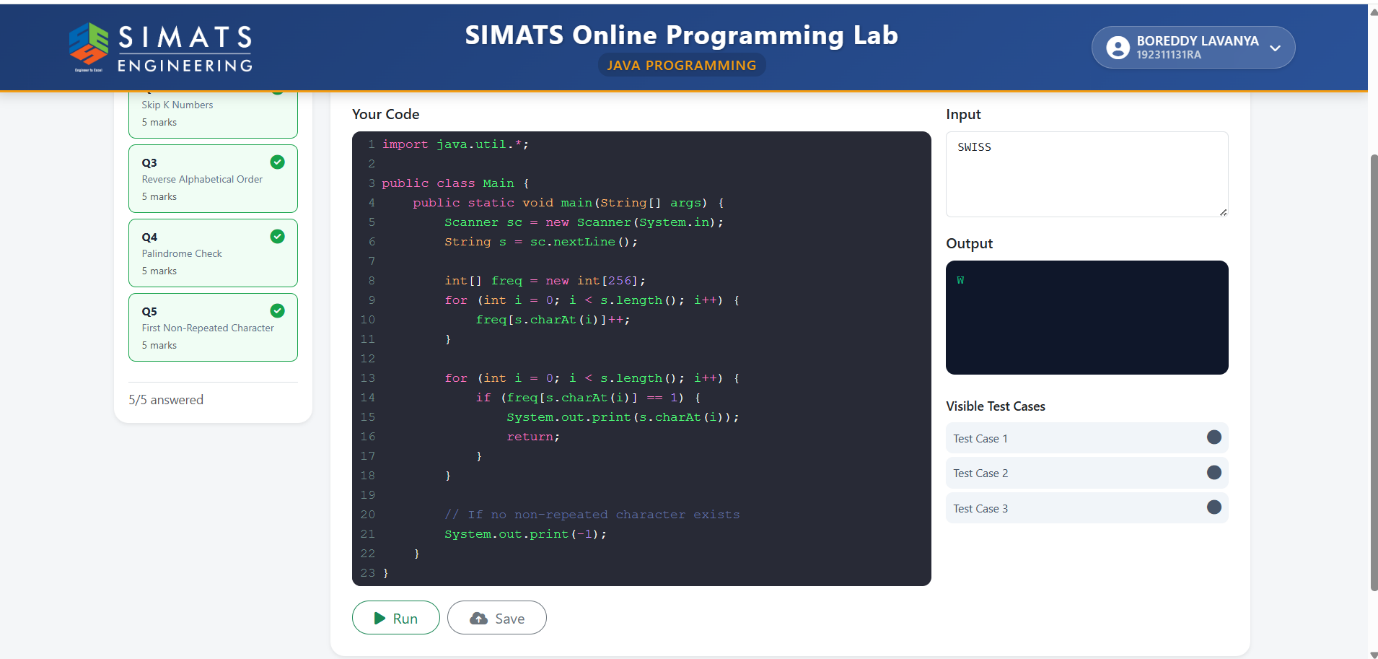 SIMATS
ENGINEERING
Engineer to Excel
SIMATS Online Programming Lab
JAVA PROGRAMMING
BOREDDY LAVANYA
192311131RA
Skip K Numbers
5 marks
Q3
Reverse Alphabetical Order
5 marks
Q4
Palindrome Check
5 marks
Q5
First Non-Repeated Character
5 marks
5/5 answered
Your Code
1 import java.util.*;
2
3 public class Main {
4     public static void main(String[] args) {
5         Scanner sc = new Scanner(System.in);
6         String s = sc.nextLine();
7
8         int[] freq = new int[256];
9         for (int i = 0; i < s.length(); i++) {
10             freq[s.charAt(i)]++;
11         }
12
13         for (int i = 0; i < s.length(); i++) {
14             if (freq[s.charAt(i)] == 1) {
15                 System.out.print(s.charAt(i));
16                 return;
17             }
18         }
19
20         // If no non-repeated character exists
21         System.out.print(-1);
22     }
23 }
Run
Save
Input
SWISS
Output
W
Visible Test Cases
Test Case 1
Test Case 2
Test Case 3